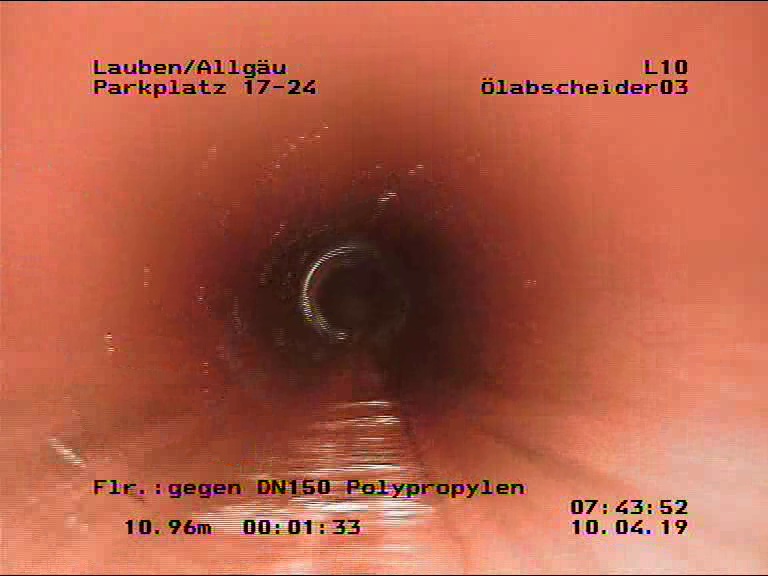 Lauben/Allgäu
L10
Parkplatz 17-24
Ölabscheider03
Flr.:gegen DN150 Polypropylen
07:43:52
10.96m 00:01:33
10.04.19